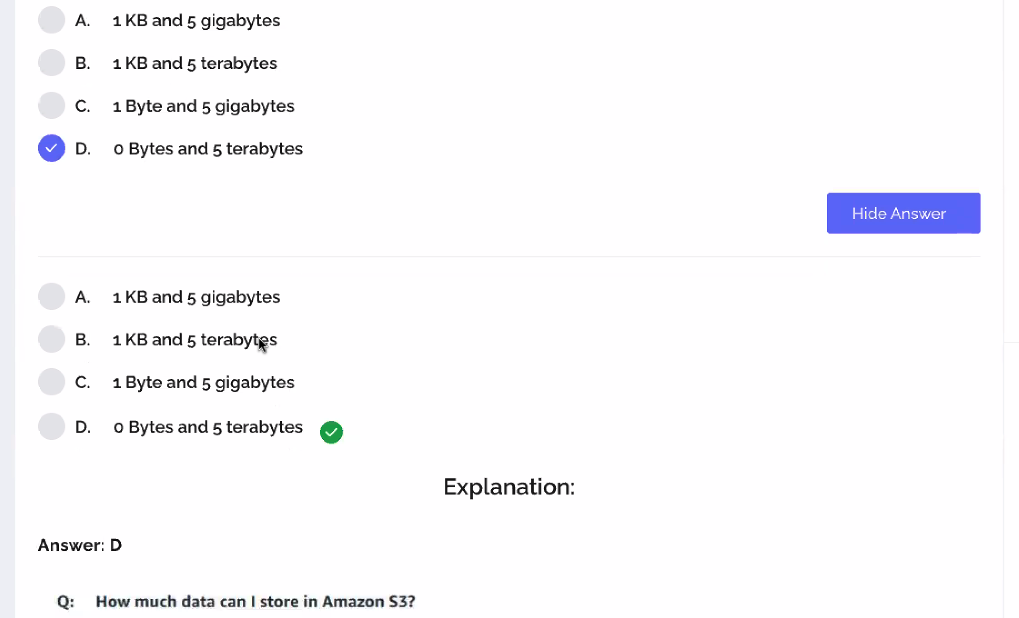 A. 1 KB and 5 gigabytes
B. 1 KB and 5 terabytes
C. 1 Byte and 5 gigabytes
D. 0 Bytes and 5 terabytes
Hide Answer
A. 1 KB and 5 gigabytes
B. 1 KB and 5 terabytes
C. 1 Byte and 5 gigabytes
D. 0 Bytes and 5 terabytes
Explanation:
Answer: D
Q: How much data can I store in Amazon S3?